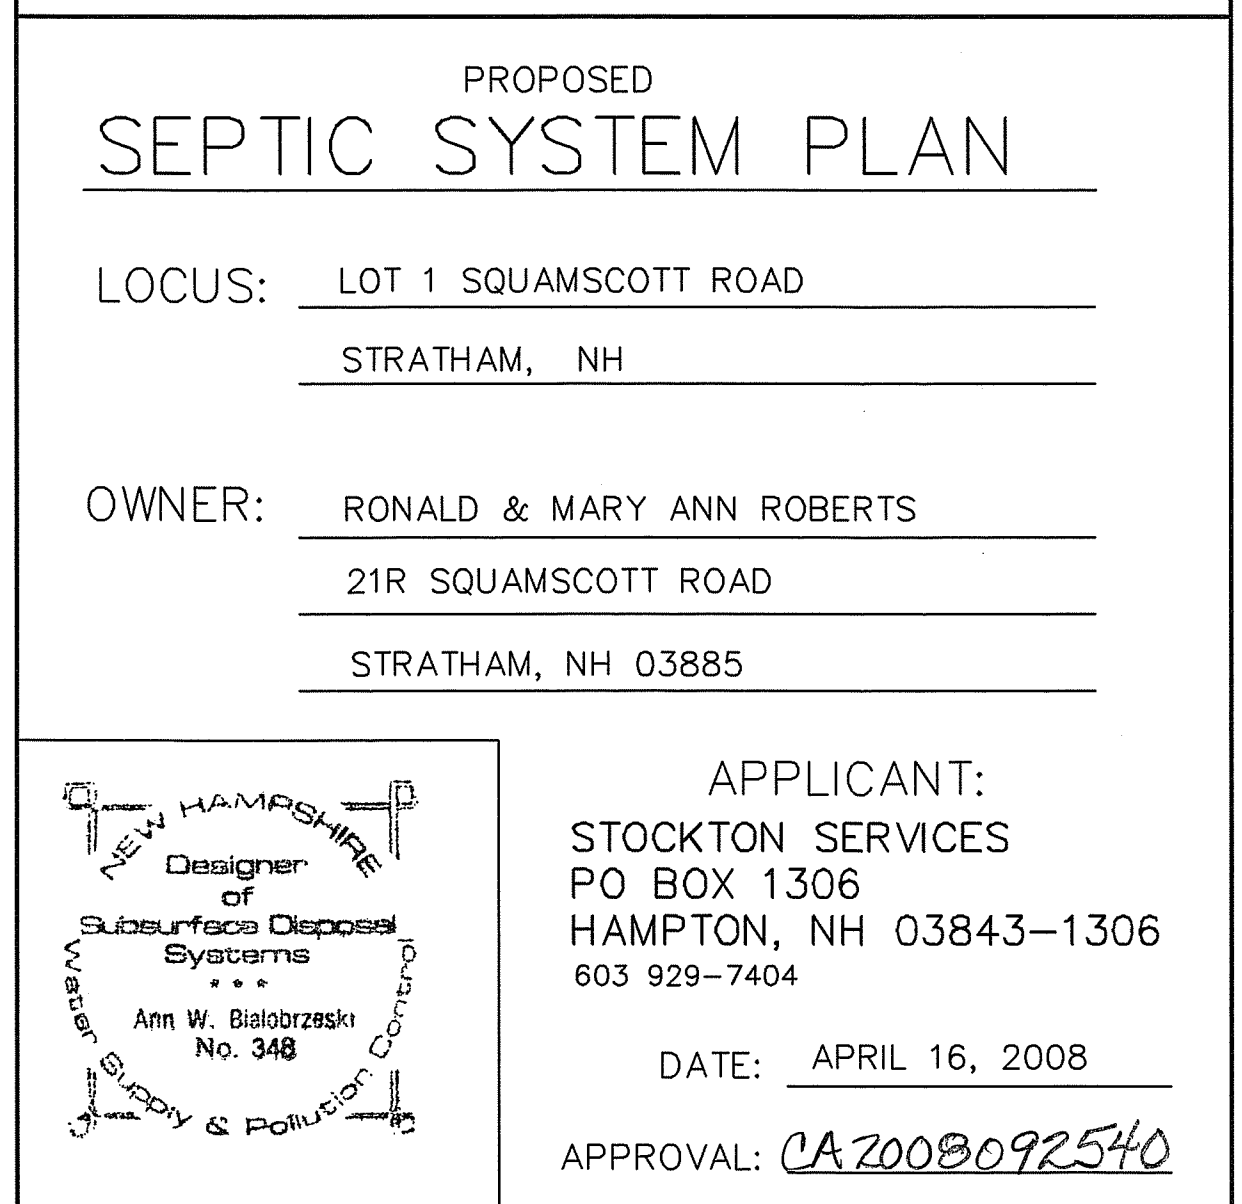 PROPOSED
SEPTIC SYSTEM PLAN
LOCUS: LOT 1 SQUAMSCOTT ROAD
STRATHAM, NH
OWNER: RONALD & MARY ANN ROBERTS
21R SQUAMSCOTT ROAD
STRATHAM, NH 03885
NEW HAMPSHIRE
Designer
of
Subsurface Disposal
Systems
* * *
Ann W. Bialobrzeski
No. 348
Water Supply & Pollution Control
APPLICANT:
STOCKTON SERVICES
PO BOX 1306
HAMPTON, NH 03843-1306
603 929-7404
DATE: APRIL 16, 2008
APPROVAL: CA2008092540